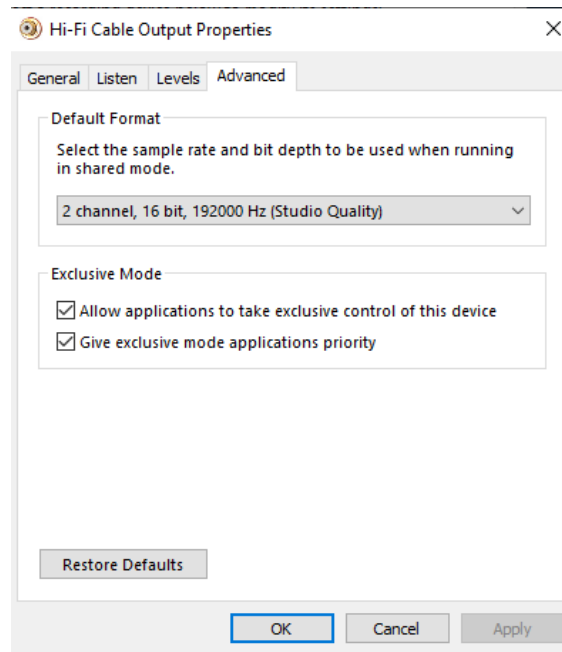 Hi-Fi Cable Output Properties
General
Listen
Levels
Advanced
Default Format
Select the sample rate and bit depth to be used when running
in shared mode.
2 channel, 16 bit, 192000 Hz (Studio Quality)
Exclusive Mode
Allow applications to take exclusive control of this device
Give exclusive mode applications priority
Restore Defaults
OK
Cancel
Apply